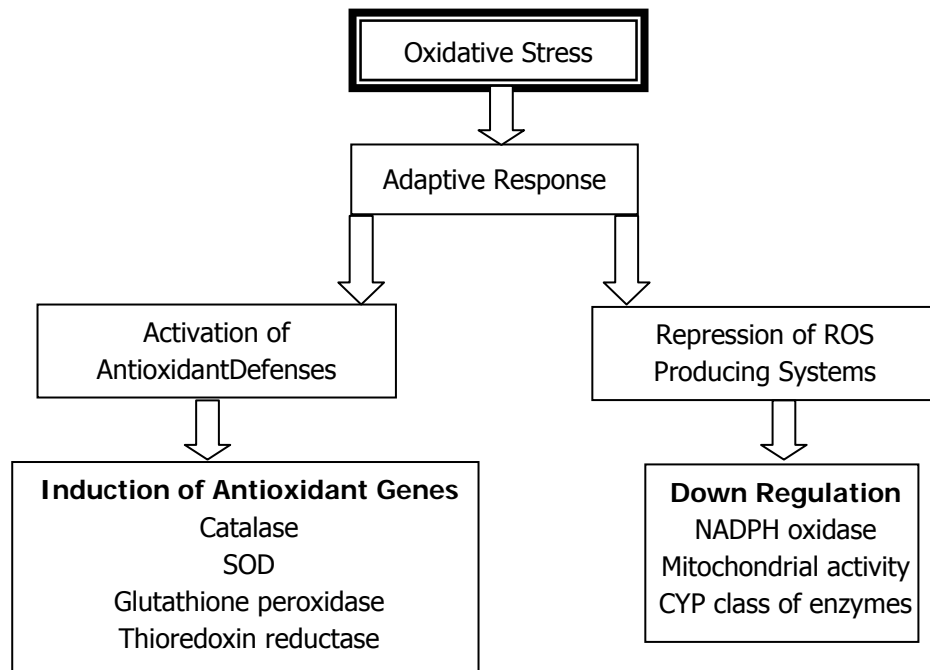 Oxidative Stress
Adaptive Response
Activation of
AntioxidantDefenses
Repression of ROS
Producing Systems
Induction of Antioxidant Genes
Catalase
SOD
Glutathione peroxidase
Thioredoxin reductase
Down Regulation
NADPH oxidase
Mitochondrial activity
CYP class of enzymes